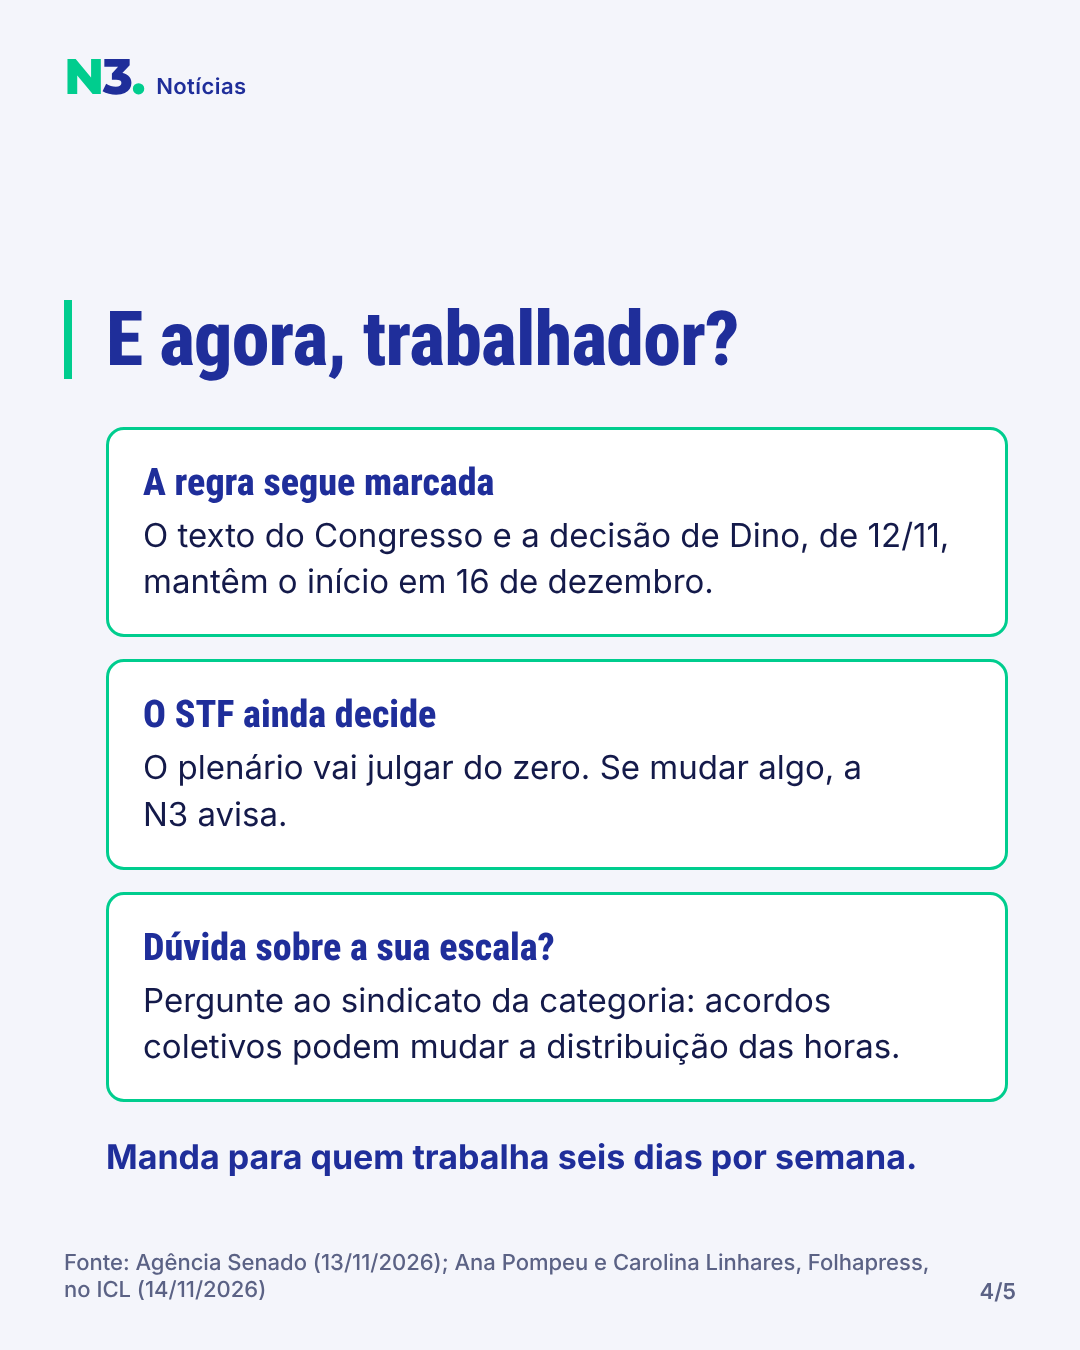 N3. Notícias
E agora, trabalhador?
A regra segue marcada
O texto do Congresso e a decisão de Dino, de 12/11,
mantêm o início em 16 de dezembro.
O STF ainda decide
O plenário vai julgar do zero. Se mudar algo, a
N3 avisa.
Dúvida sobre a sua escala?
Pergunte ao sindicato da categoria: acordos
coletivos podem mudar a distribuição das horas.
Manda para quem trabalha seis dias por semana.
Fonte: Agência Senado (13/11/2026); Ana Pompeu e Carolina Linhares, Folhapress,
no ICL (14/11/2026)
4/5